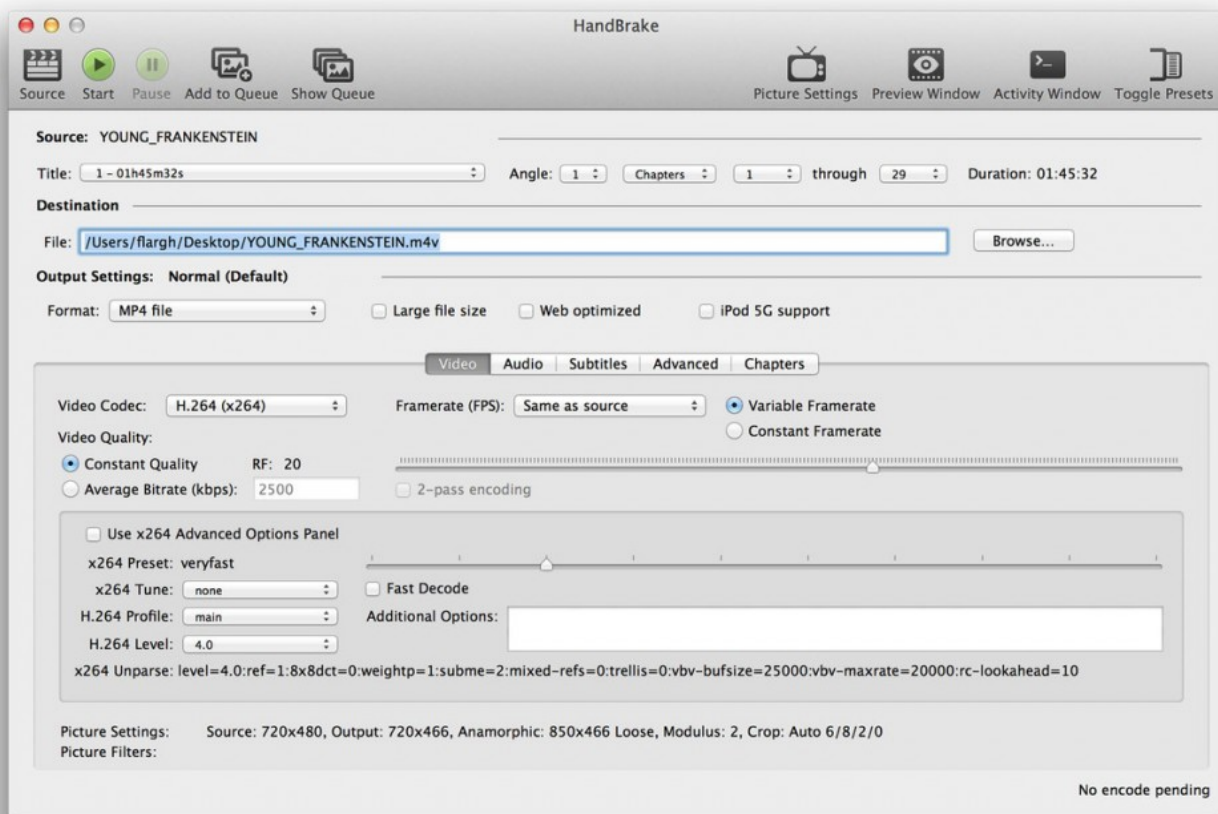 HandBrake
Source Start Pause Add to Queue Show Queue Picture Settings Preview Window Activity Window Toggle Presets
Source: YOUNG_FRANKENSTEIN
Title: 1 - 01h45m32s Angle: 1 Chapters 1 through 29 Duration: 01:45:32
Destination
File: /Users/flargh/Desktop/YOUNG_FRANKENSTEIN.m4v Browse...
Output Settings: Normal (Default)
Format: MP4 file Large file size Web optimized iPod 5G support
Video Audio Subtitles Advanced Chapters
Video Codec: H.264 (x264) Framerate (FPS): Same as source Variable Framerate
Constant Framerate
Video Quality:
Constant Quality RF: 20
Average Bitrate (kbps): 2500 2-pass encoding
Use x264 Advanced Options Panel
x264 Preset: veryfast
x264 Tune: none Fast Decode
H.264 Profile: main Additional Options:
H.264 Level: 4.0
x264 Unparse: level=4.0:ref=1:8x8dct=0:weightp=1:subme=2:mixed-refs=0:trellis=0:vbv-bufsize=25000:vbv-maxrate=20000:rc-lookahead=10
Picture Settings: Source: 720x480, Output: 720x466, Anamorphic: 850x466 Loose, Modulus: 2, Crop: Auto 6/8/2/0
Picture Filters:
No encode pending